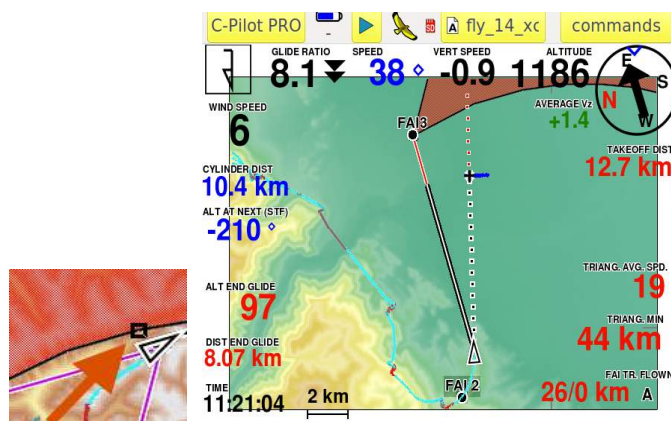 C-Pilot PRO
-
A
fly_14_xc
commands
GLIDE RATIO
8.1
SPEED
38
VERT SPEED
-0.9
ALTITUDE
1186
E
S
N
W
WIND SPEED
6
AVERAGE Vz
+1.4
FAI3
TAKEOFF DIST
12.7 km
CYLINDER DIST
10.4 km
ALT AT NEXT (STF)
-210
ALT END GLIDE
97
TRIANG. AVG. SPD.
19
TRIANG. MIN
44 km
DIST END GLIDE
8.07 km
FAI 2
FAI TR. FLOWN
26/0 km
A
TIME
11:21:04
2 km